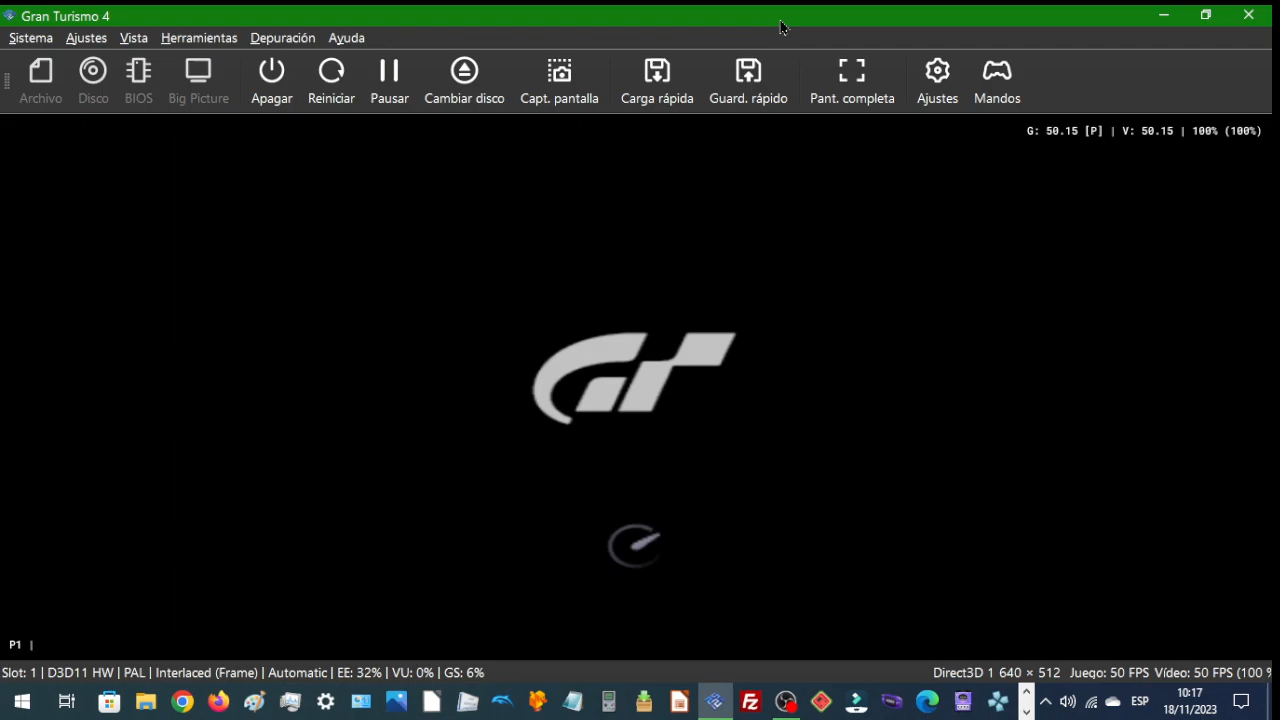 Gran Turismo 4
Sistema Ajustes Vista Herramientas Depuración Ayuda
Archivo Disco BIOS Big Picture Apagar Reiniciar Pausar Cambiar disco Capt. pantalla Carga rápida Guard. rápido Pant. completa Ajustes Mandos
G: 50.15 [P] | V: 50.15 | 100% (100%)
GT
P1 |
Slot: 1 | D3D11 HW | PAL | Interlaced (Frame) | Automatic | EE: 32% | VU: 0% | GS: 6% Direct3D 1 640 × 512 Juego: 50 FPS Vídeo: 50 FPS (100 %
Fz ESP 10:17
18/11/2023